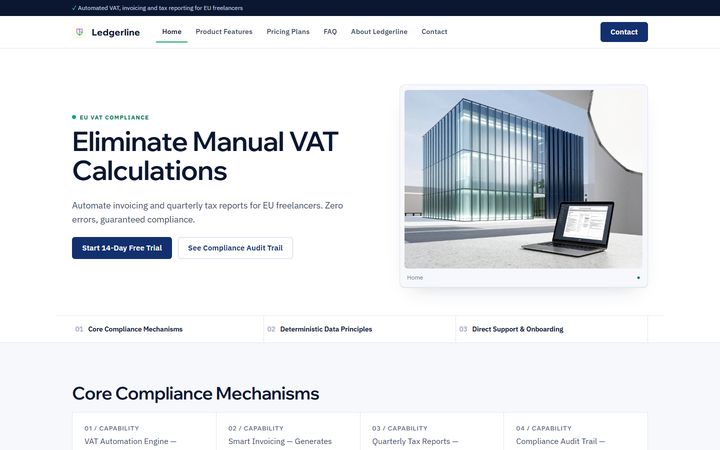 ✓ Automated VAT, invoicing and tax reporting for EU freelancers
Ledgerline
Home Product Features Pricing Plans FAQ About Ledgerline Contact
Contact
EU VAT COMPLIANCE
Eliminate Manual VAT
Calculations
Automate invoicing and quarterly tax reports for EU freelancers. Zero
errors, guaranteed compliance.
Start 14-Day Free Trial See Compliance Audit Trail
Home
01 Core Compliance Mechanisms
02 Deterministic Data Principles
03 Direct Support & Onboarding
Core Compliance Mechanisms
01 / CAPABILITY
VAT Automation Engine —
02 / CAPABILITY
Smart Invoicing — Generates
03 / CAPABILITY
Quarterly Tax Reports —
04 / CAPABILITY
Compliance Audit Trail —